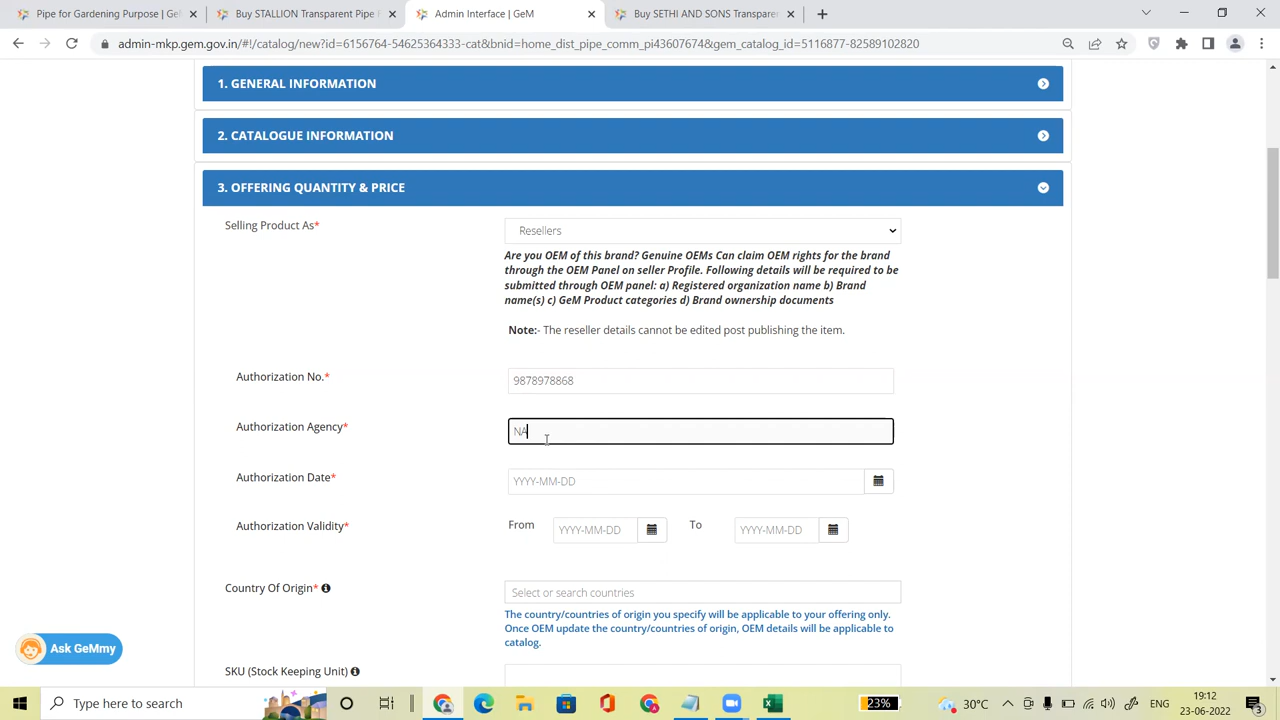 Pipe for Gardening Purpose | GeM
Buy STALLION Transparent Pipe F
Admin Interface | GeM
Buy SETHI AND SONS Transparen
admin-mkp.gem.gov.in/#!/catalog/new?id=6156764-54625364333-cat&bnid=home_dist_pipe_comm_pi43607674&gem_catalog_id=5116877-82589102820
1. GENERAL INFORMATION
2. CATALOGUE INFORMATION
3. OFFERING QUANTITY & PRICE
Selling Product As*
Resellers
Are you OEM of this brand? Genuine OEMs Can claim OEM rights for the brand
through the OEM Panel on seller Profile. Following details will be required to be
submitted through OEM panel: a) Registered organization name b) Brand
name(s) c) GeM Product categories d) Brand ownership documents
Note:- The reseller details cannot be edited post publishing the item.
Authorization No.*
9878978868
Authorization Agency*
NA
Authorization Date*
YYYY-MM-DD
Authorization Validity*
From YYYY-MM-DD To YYYY-MM-DD
Country Of Origin*
Select or search countries
The country/countries of origin you specify will be applicable to your offering only.
Once OEM update the country/countries of origin, OEM details will be applicable to
catalog.
Ask GeMmy
SKU (Stock Keeping Unit)
Type here to search
23%
30°C
ENG
19:12
23-06-2022
3